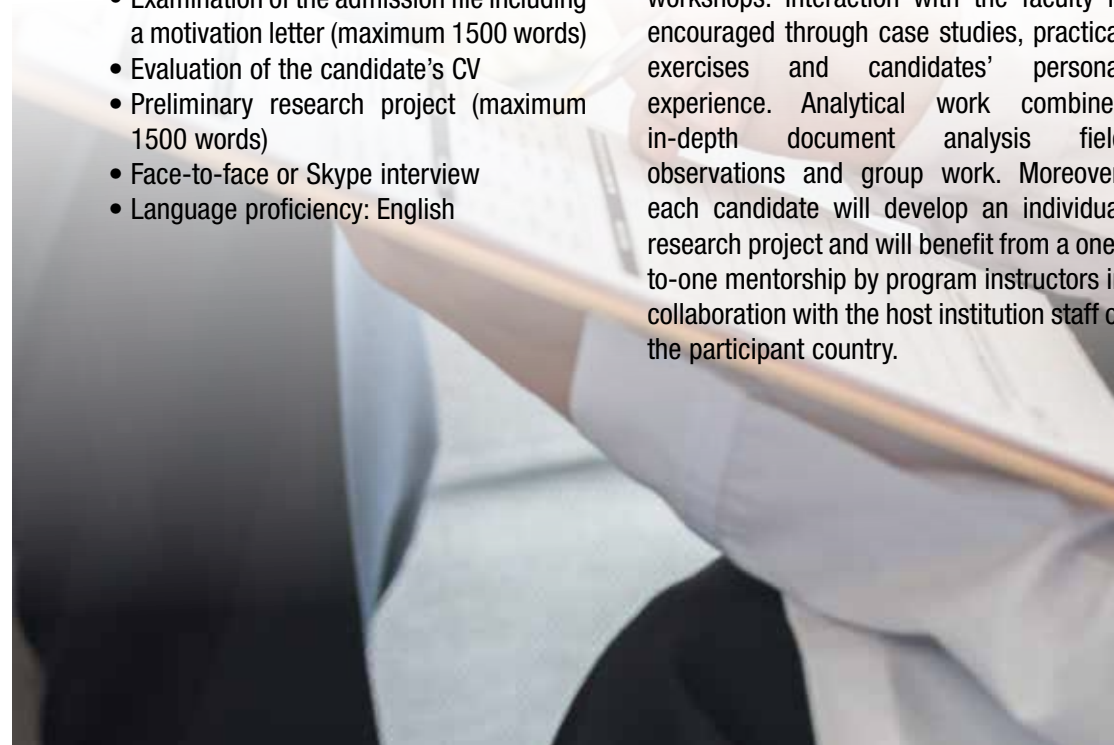 • Examination of the admission file including
a motivation letter (maximum 1500 words)
• Evaluation of the candidate's CV
• Preliminary research project (maximum
1500 words)
• Face-to-face or Skype interview
• Language proficiency: English
workshops. Interaction with the faculty
encouraged through case studies, practica
exercises and candidates' persona
experience. Analytical work combine
in-depth document analysis fiel
observations and group work. Moreover
each candidate will develop an individua
research project and will benefit from a one
to-one mentorship by program instructors i
collaboration with the host institution staff o
the participant country.